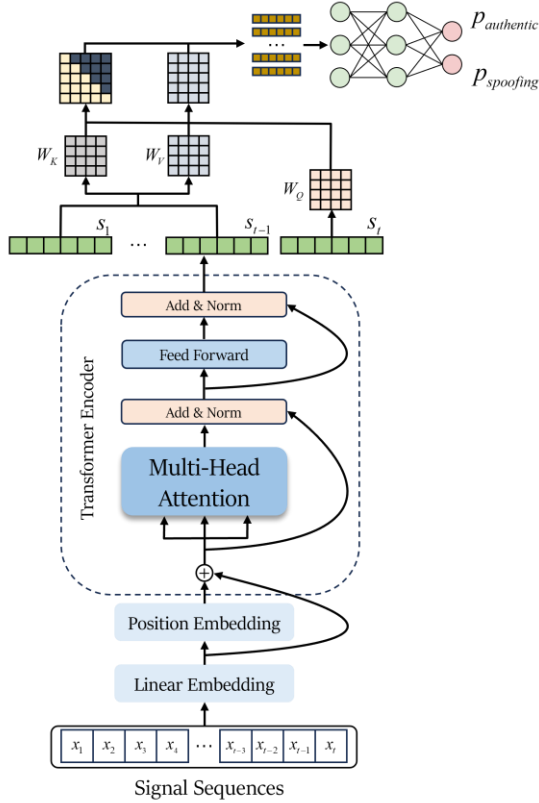 p_authentic
p_spoofing
W_K
W_V
W_Q
s_1 ... s_{t-1} s_t
Add & Norm
Feed Forward
Add & Norm
Multi-Head
Attention
Transformer Encoder
+
Position Embedding
Linear Embedding
x_1 x_2 x_3 x_4 ... x_{t-3} x_{t-2} x_{t-1} x_t
Signal Sequences